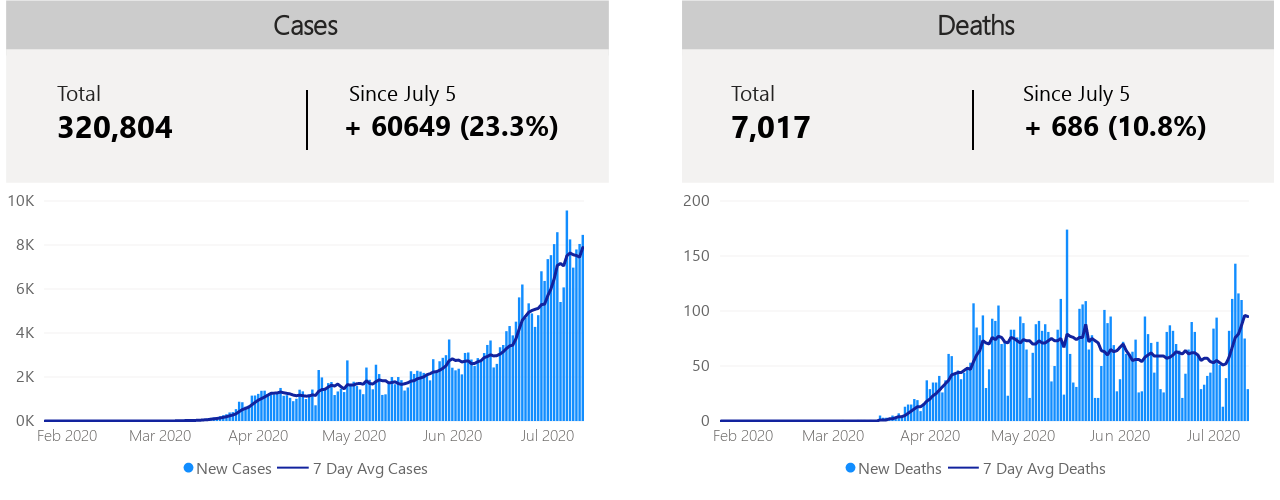 Cases
Total
320,804
Since July 5
+ 60649 (23.3%)
10K
8K
6K
4K
2K
0K
Feb 2020 Mar 2020 Apr 2020 May 2020 Jun 2020 Jul 2020
New Cases 7 Day Avg Cases
Deaths
Total
7,017
Since July 5
+ 686 (10.8%)
200
150
100
50
0
Feb 2020 Mar 2020 Apr 2020 May 2020 Jun 2020 Jul 2020
New Deaths 7 Day Avg Deaths